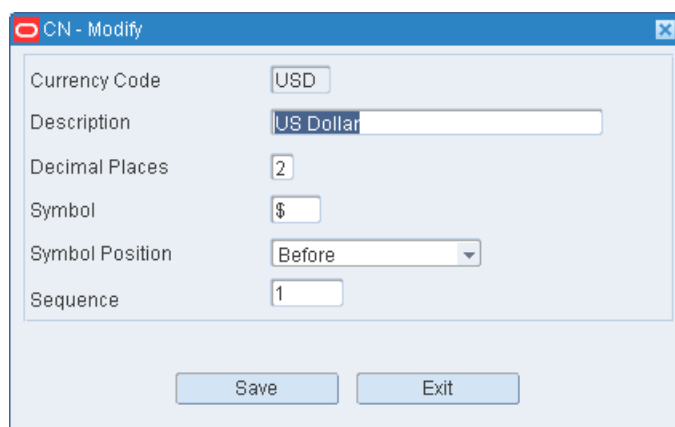 CN - Modify
Currency Code USD
Description US Dollar
Decimal Places 2
Symbol $
Symbol Position Before
Sequence 1
Save Exit